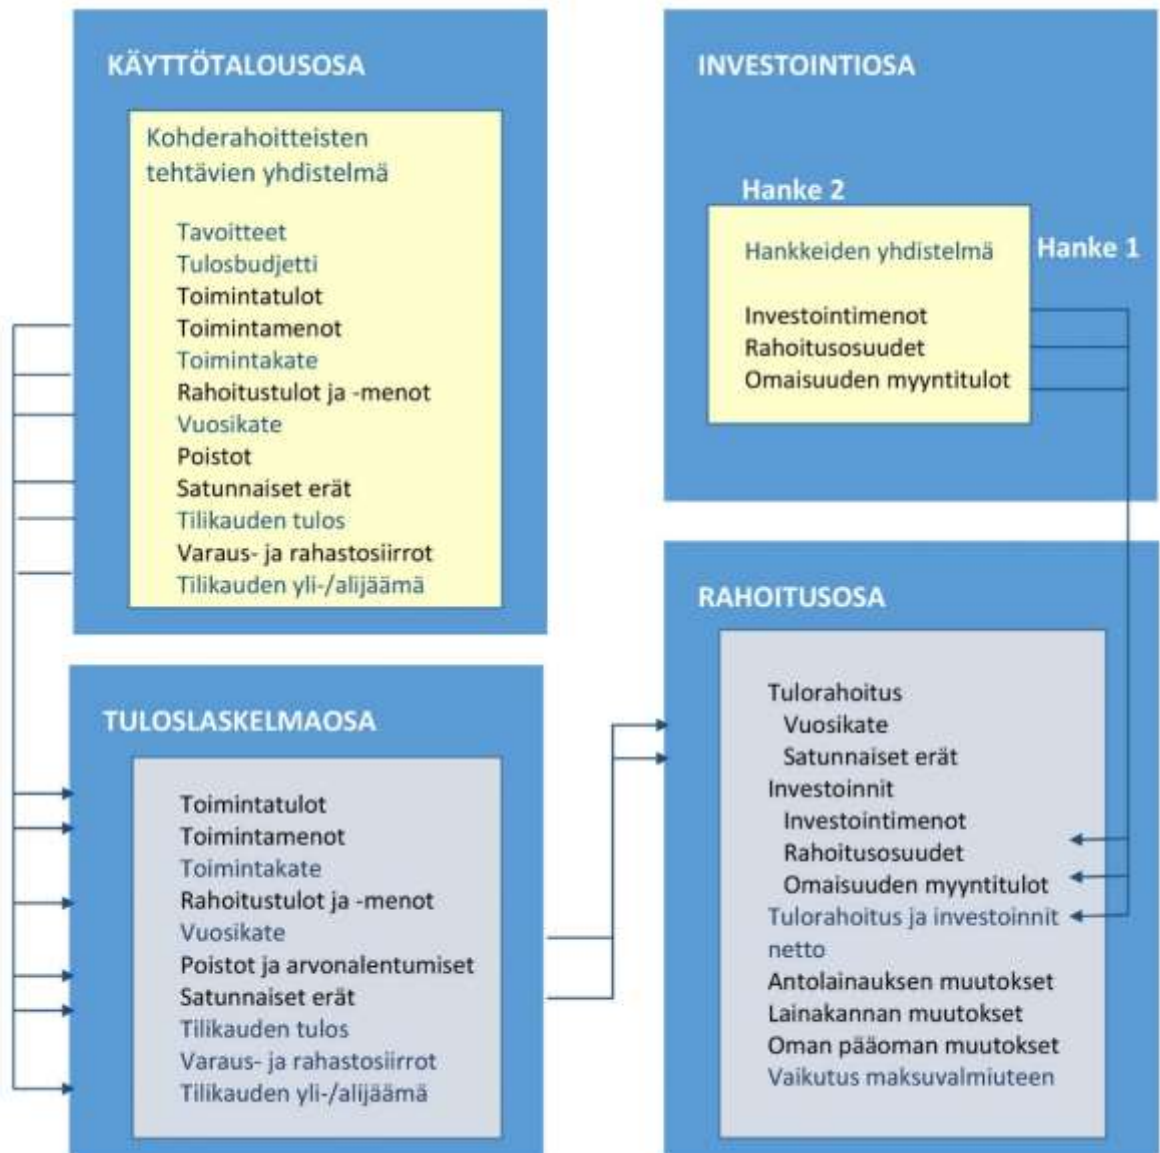 KÄYTTÖTALOUSOSA
Kohderahoitteisten
tehtävien yhdistelmä
Tavoitteet
Tulosbudjetti
Toimintatulot
Toimintamenot
Toimintakate
Rahoitustulot ja -menot
Vuosikate
Poistot
Satunnaiset erät
Tilikauden tulos
Varaus- ja rahastosiirrot
Tilikauden yli-/alijäämä
INVESTOINTIOSA
Hanke 2
Hanke 1
Hankkeiden yhdistelmä
Investointimenot
Rahoitusosuudet
Omaisuuden myyntitulot
TULOSLASKELMAOSA
Toimintatulot
Toimintamenot
Toimintakate
Rahoitustulot ja -menot
Vuosikate
Poistot ja arvonalentumiset
Satunnaiset erät
Tilikauden tulos
Varaus- ja rahastosiirrot
Tilikauden yli-/alijäämä
RAHOITUSOSA
Tulorahoitus
Vuosikate
Satunnaiset erät
Investoinnit
Investointimenot
Rahoitusosuudet
Omaisuuden myyntitulot
Tulorahoitus ja investoinnit
netto
Antolainauksen muutokset
Lainakannan muutokset
Oman pääoman muutokset
Vaikutus maksuvalmiuteen